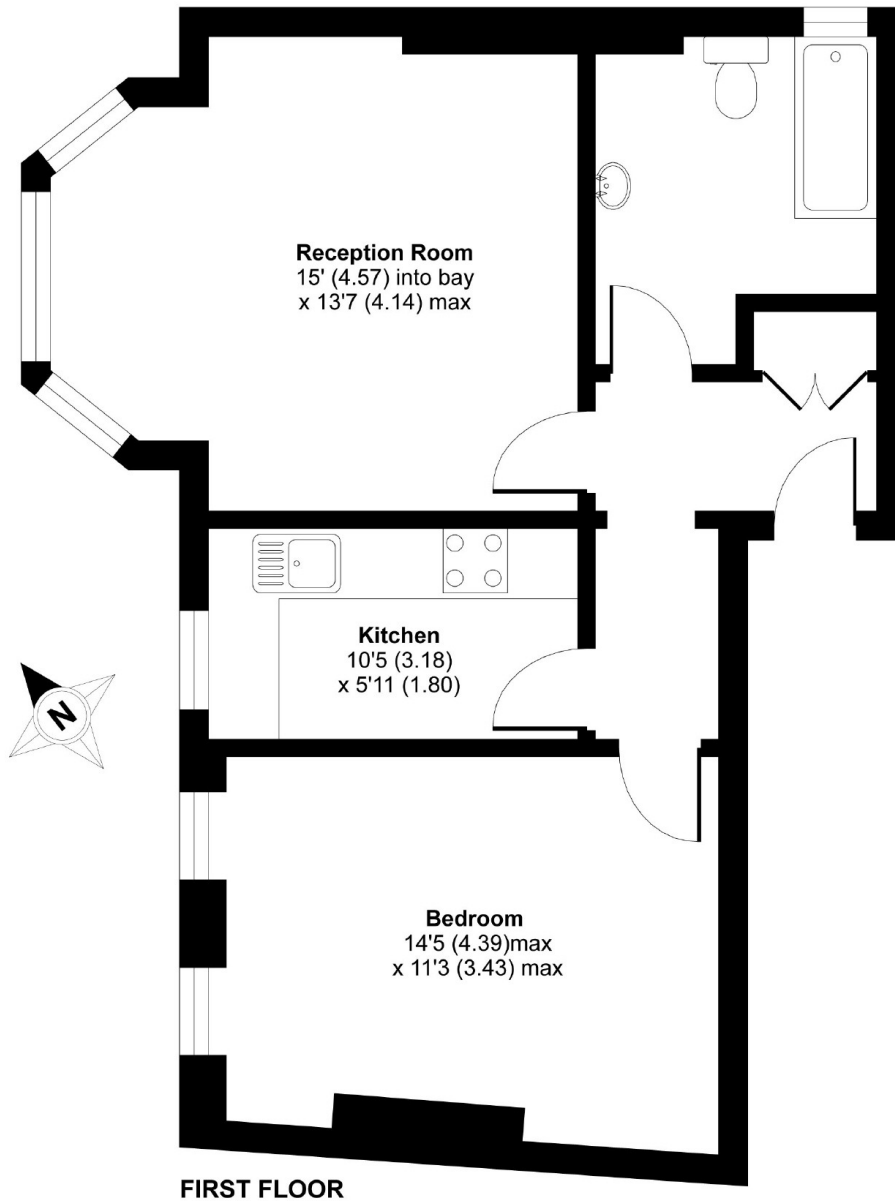 Reception Room
15' (4.57) into bay
x 13'7 (4.14) max
Kitchen
10'5 (3.18)
x 5'11 (1.80)
N
Bedroom
14'5 (4.39)max
x 11'3 (3.43) max
FIRST FLOOR